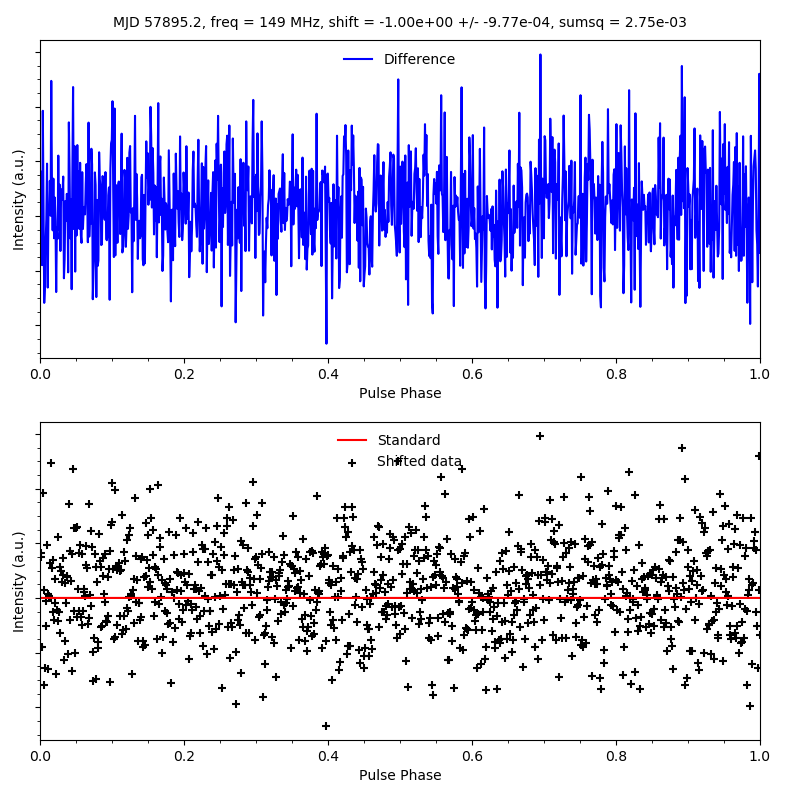 MJD 57895.2, freq = 149 MHz, shift = -1.00e+00 +/- -9.77e-04, sumsq = 2.75e-03
Difference
Intensity (a.u.)
0.0 0.2 0.4 0.6 0.8 1.0
Pulse Phase
Standard
Shifted data
Intensity (a.u.)
0.0 0.2 0.4 0.6 0.8 1.0
Pulse Phase